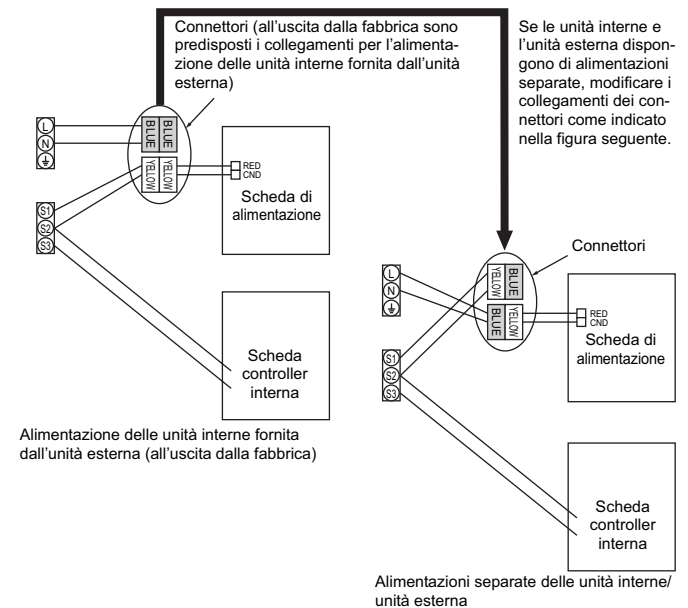 Connettori (all'uscita dalla fabbrica sono
predisposti i collegamenti per l'alimenta-
zione delle unità interne fornita dall'unità
esterna)
Se le unità interne e
l'unità esterna dispon-
gono di alimentazioni
separate, modificare i
collegamenti dei con-
nettori come indicato
nella figura seguente.
L
N
BLUE
BLUE
YELLOW
YELLOW
RED
CND
Scheda di
alimentazione
S1
S2
S3
Scheda
controller
interna
Alimentazione delle unità interne fornita
dall'unità esterna (all'uscita dalla fabbrica)
Connettori
L
N
YELLOW
BLUE
BLUE
YELLOW
RED
CND
Scheda di
alimentazione
S1
S2
S3
Scheda
controller
interna
Alimentazioni separate delle unità interne/
unità esterna